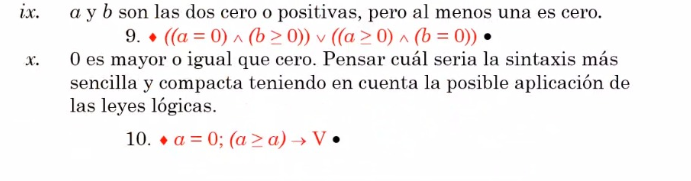 ix. a y b son las dos cero o positivas, pero al menos una es cero.
9. ♦ ((a = 0) ∧ (b ≥ 0)) ∨ ((a ≥ 0) ∧ (b = 0)) •
x. 0 es mayor o igual que cero. Pensar cuál seria la sintaxis más
sencilla y compacta teniendo en cuenta la posible aplicación de
las leyes lógicas.
10. ♦ a = 0; (a ≥ a) → V •